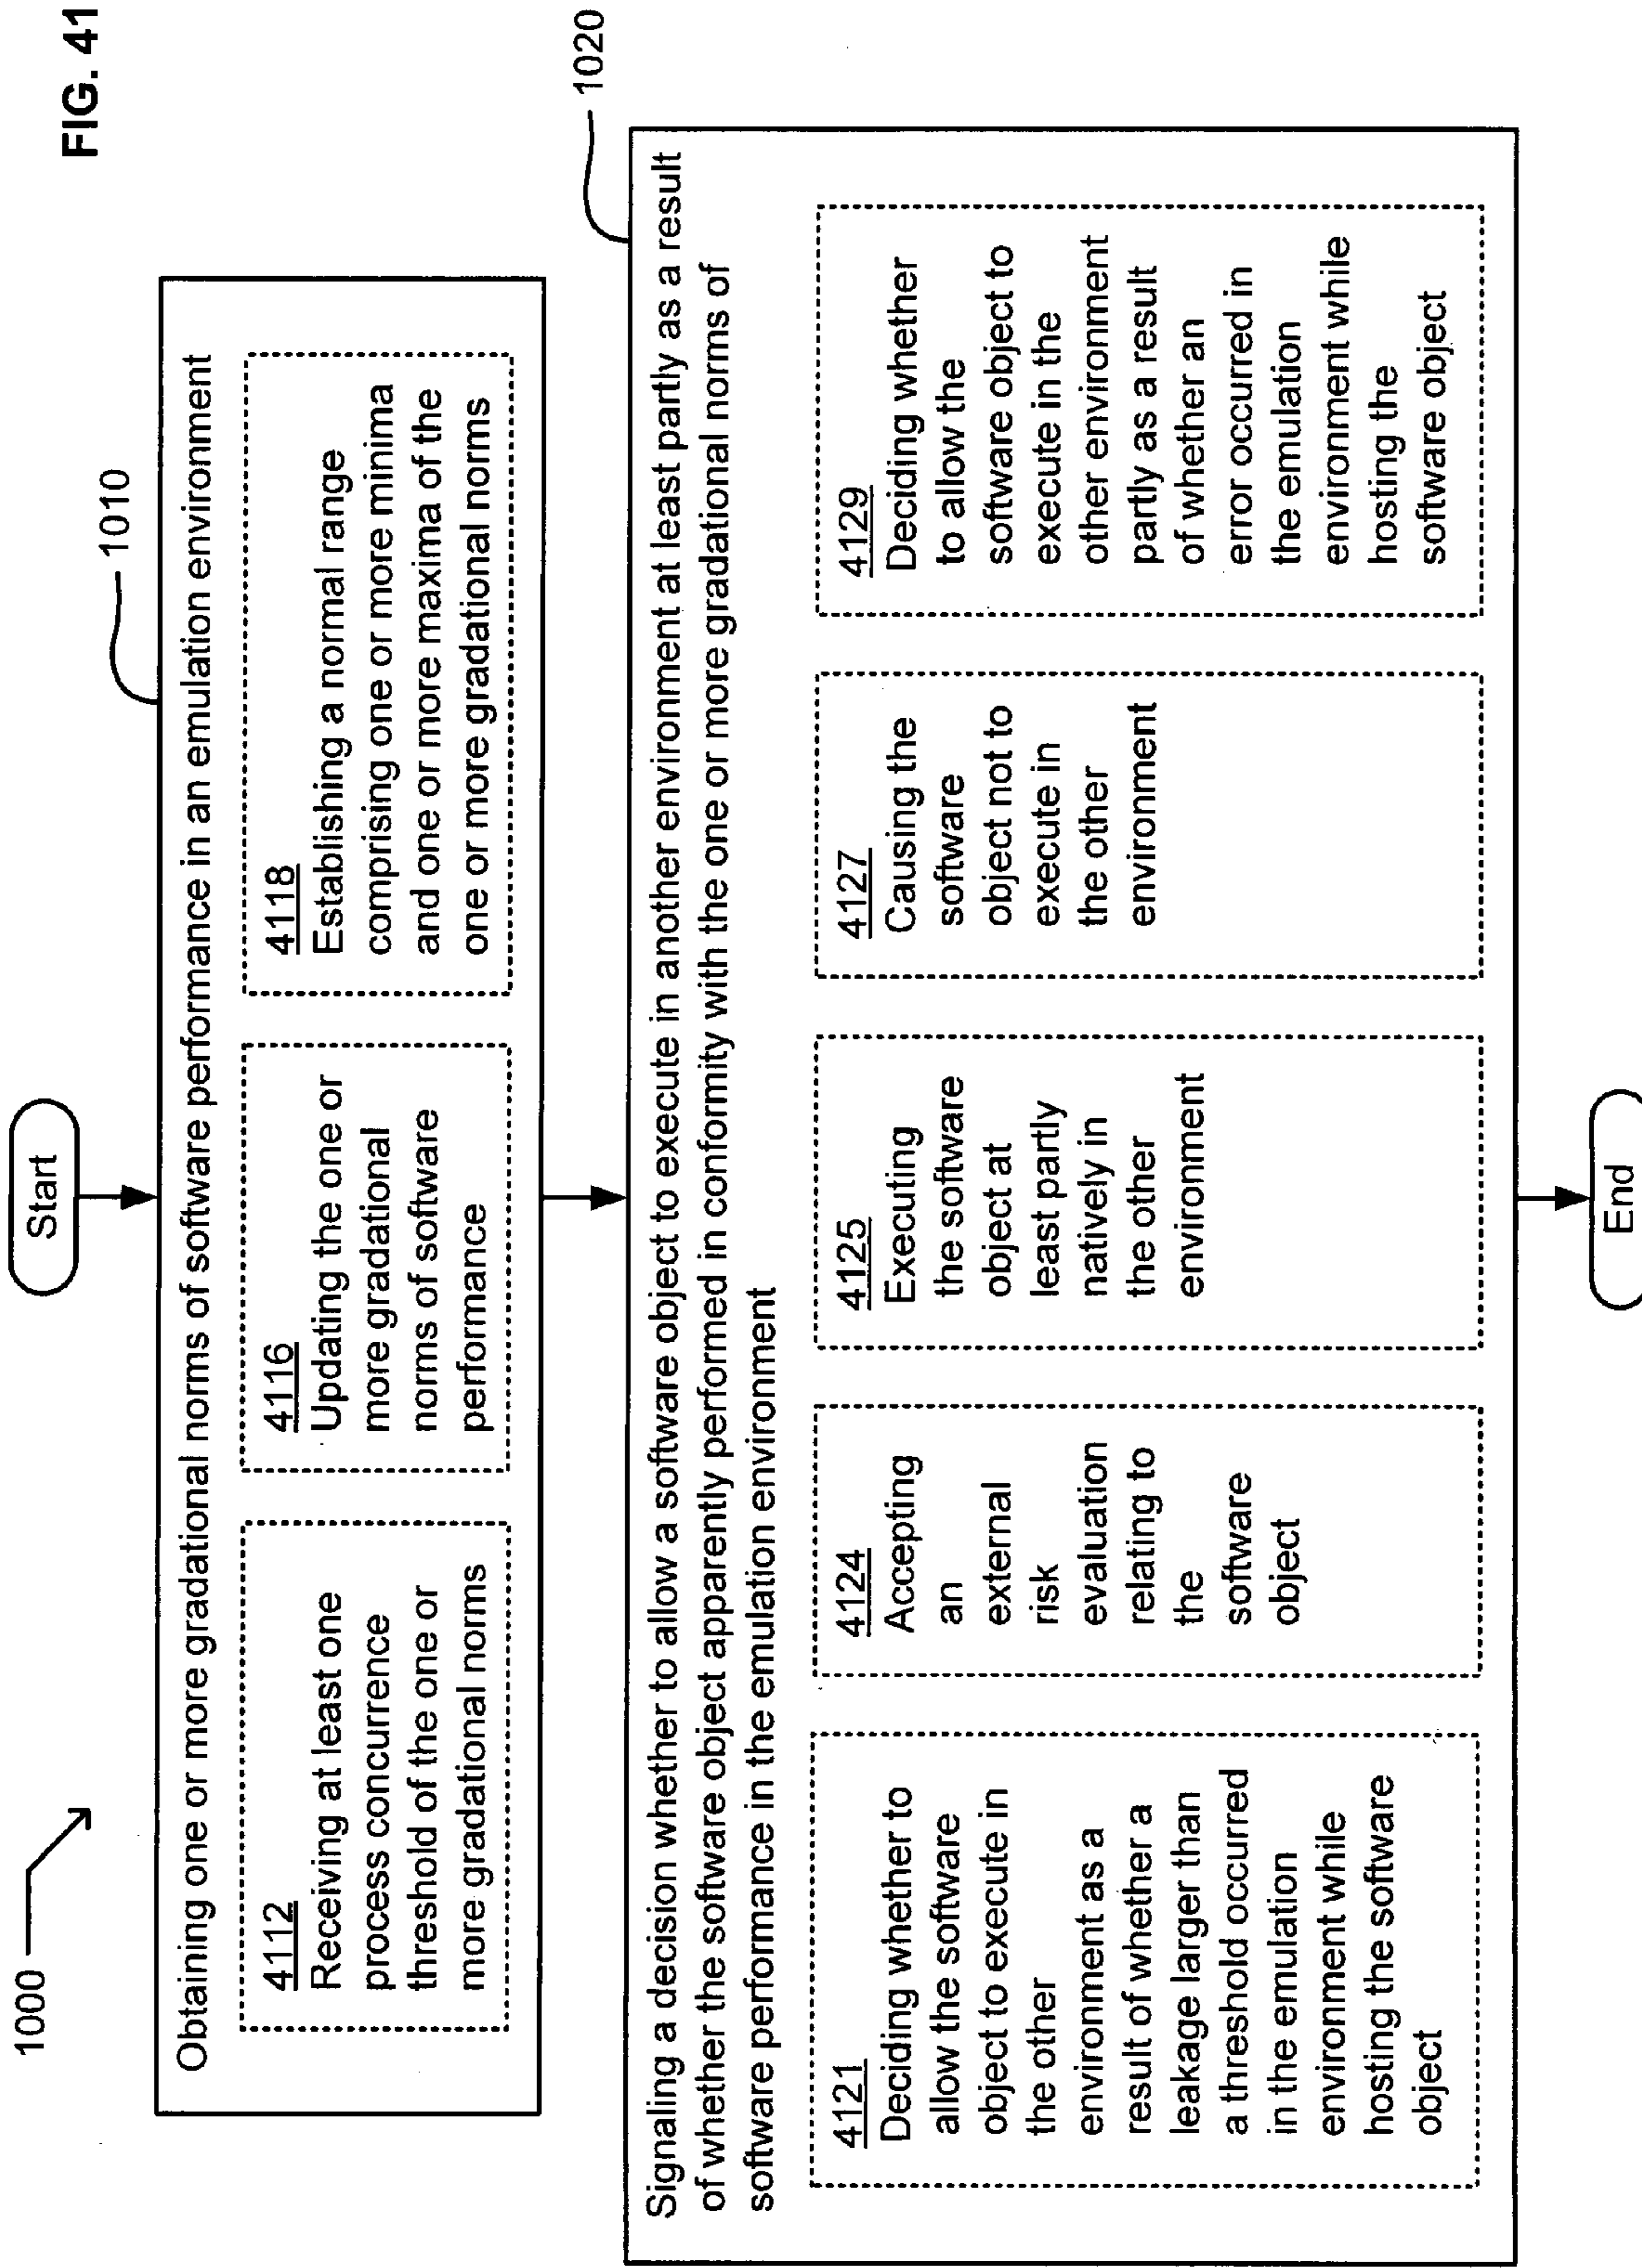 FIG. 41
1000
Start
1010
Obtaining one or more gradational norms of software performance in an emulation environment
4112
Receiving at least one
process concurrence
threshold of the one or
more gradational norms
4116
Updating the one or
more gradational
norms of software
performance
4118
Establishing a normal range
comprising one or more minima
and one or more maxima of the
one or more gradational norms
1020
Signaling a decision whether to allow a software object to execute in another environment at least partly as a result
of whether the software object apparently performed in conformity with the one or more gradational norms of
software performance in the emulation environment
4121
Deciding whether to
allow the software
object to execute in
the other
environment as a
result of whether a
leakage larger than
a threshold occurred
in the emulation
environment while
hosting the software
object
4124
Accepting
an
external
risk
evaluation
relating to
the
software
object
4125
Executing
the software
object at
least partly
natively in
the other
environment
4127
Causing the
software
object not to
execute in
the other
environment
4129
Deciding whether
to allow the
software object to
execute in the
other environment
partly as a result
of whether an
error occurred in
the emulation
environment while
hosting the
software object
End